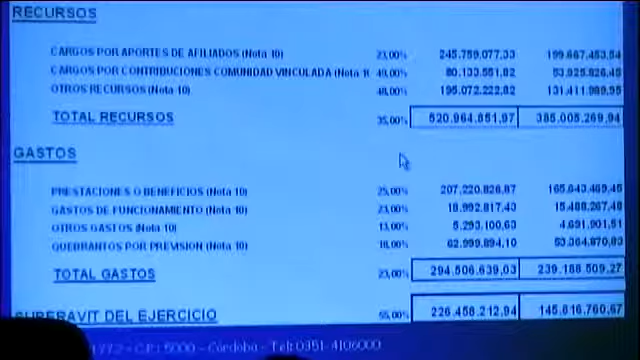 RECURSOS
CARGOS POR APORTES DE AFILIADOS (Nota 10) 23,00% 245.759.077,33 199.667.453,54
CARGOS POR CONTRIBUCIONES COMUNIDAD VINCULADA (Nota 1 49,00% 80.133.551,82 53.925.826,45
OTROS RECURSOS (Nota 10) 48,00% 195.072.222,82 131.411.989,95
TOTAL RECURSOS 35,00% 520.964.851,97 385.005.269,94
GASTOS
PRESTACIONES O BENEFICIOS (Nota 10) 25,00% 207.220.826,87 165.643.469,45
GASTOS DE FUNCIONAMIENTO (Nota 10) 23,00% 18.992.817,43 15.488.267,48
OTROS GASTOS (Nota 10) 13,00% 5.293.100,63 4.691.901,51
QUEBRANTOS POR PREVISION (Nota 10) 18,00% 62.999.894,10 53.364.870,83
TOTAL GASTOS 23,00% 294.506.639,03 239.188.509,27
SUPERAVIT DEL EJERCICIO 55,00% 226.458.212,94 145.816.760,67
1772 - C.P.: 5000 - Córdoba - Tel: 0351-4106000